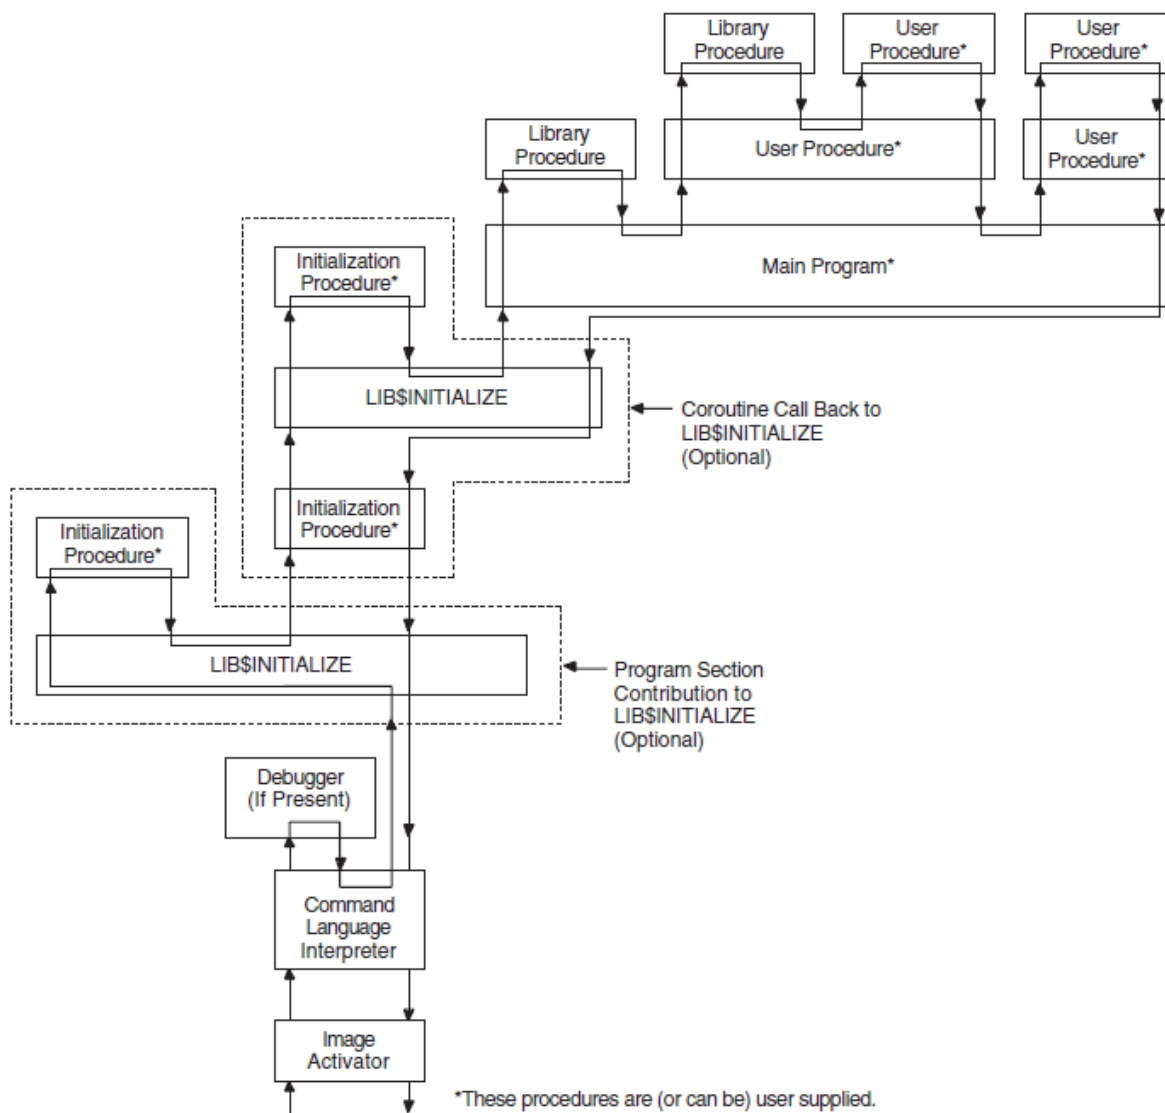 Library
Procedure
User
Procedure*
User
Procedure*
Library
Procedure
User Procedure*
User
Procedure*
Initialization
Procedure*
Main Program*
LIB$INITIALIZE
Coroutine Call Back to
LIB$INITIALIZE
(Optional)
Initialization
Procedure*
Initialization
Procedure*
LIB$INITIALIZE
Program Section
Contribution to
LIB$INITIALIZE
(Optional)
Debugger
(If Present)
Command
Language
Interpreter
Image
Activator
*These procedures are (or can be) user supplied.